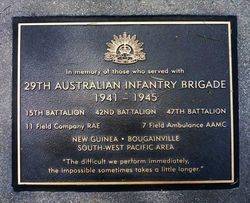 In memory of those who served with
29TH AUSTRALIAN INFANTRY BRIGADE
1941 - 1945
15TH BATTALION 42ND BATTALION 47TH BATTALION
11 Field Company RAE 7 Field Ambulance AAMC
NEW GUINEA • BOUGAINVILLE
SOUTH-WEST PACIFIC AREA
"The difficult we perform immediately,
the impossible sometimes takes a little longer."